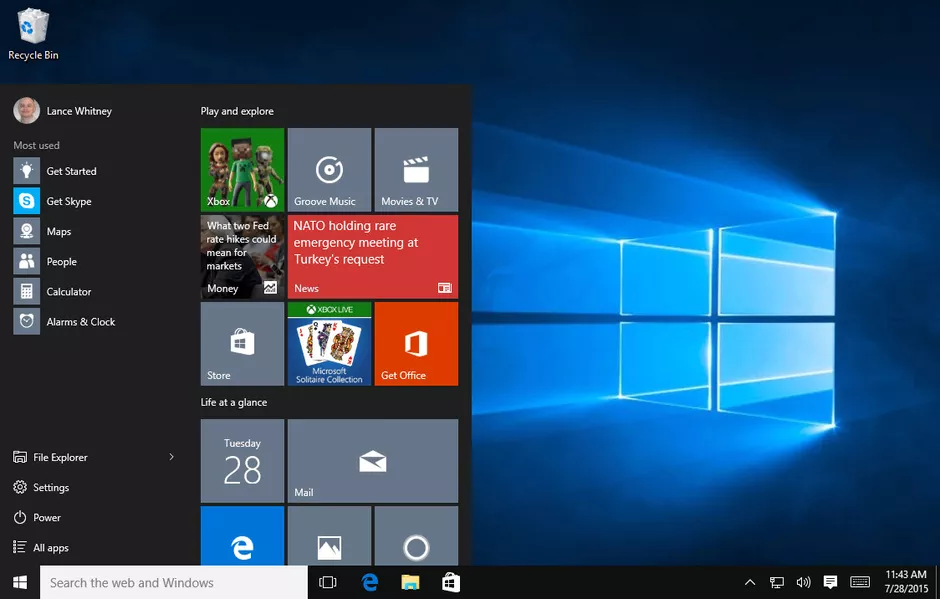 Recycle Bin
Lance Whitney
Most used
Get Started
Get Skype
Maps
People
Calculator
Alarms & Clock
File Explorer
Settings
Power
All apps
Play and explore
Xbox
Groove Music
Movies & TV
What two Fed
rate hikes could
mean for
markets
Money
NATO holding rare
emergency meeting at
Turkey's request
News
Store
XBOX LIVE
Microsoft
Solitaire Collection
Get Office
Life at a glance
Tuesday
28
Mail
Search the web and Windows
11:43 AM
7/28/2015